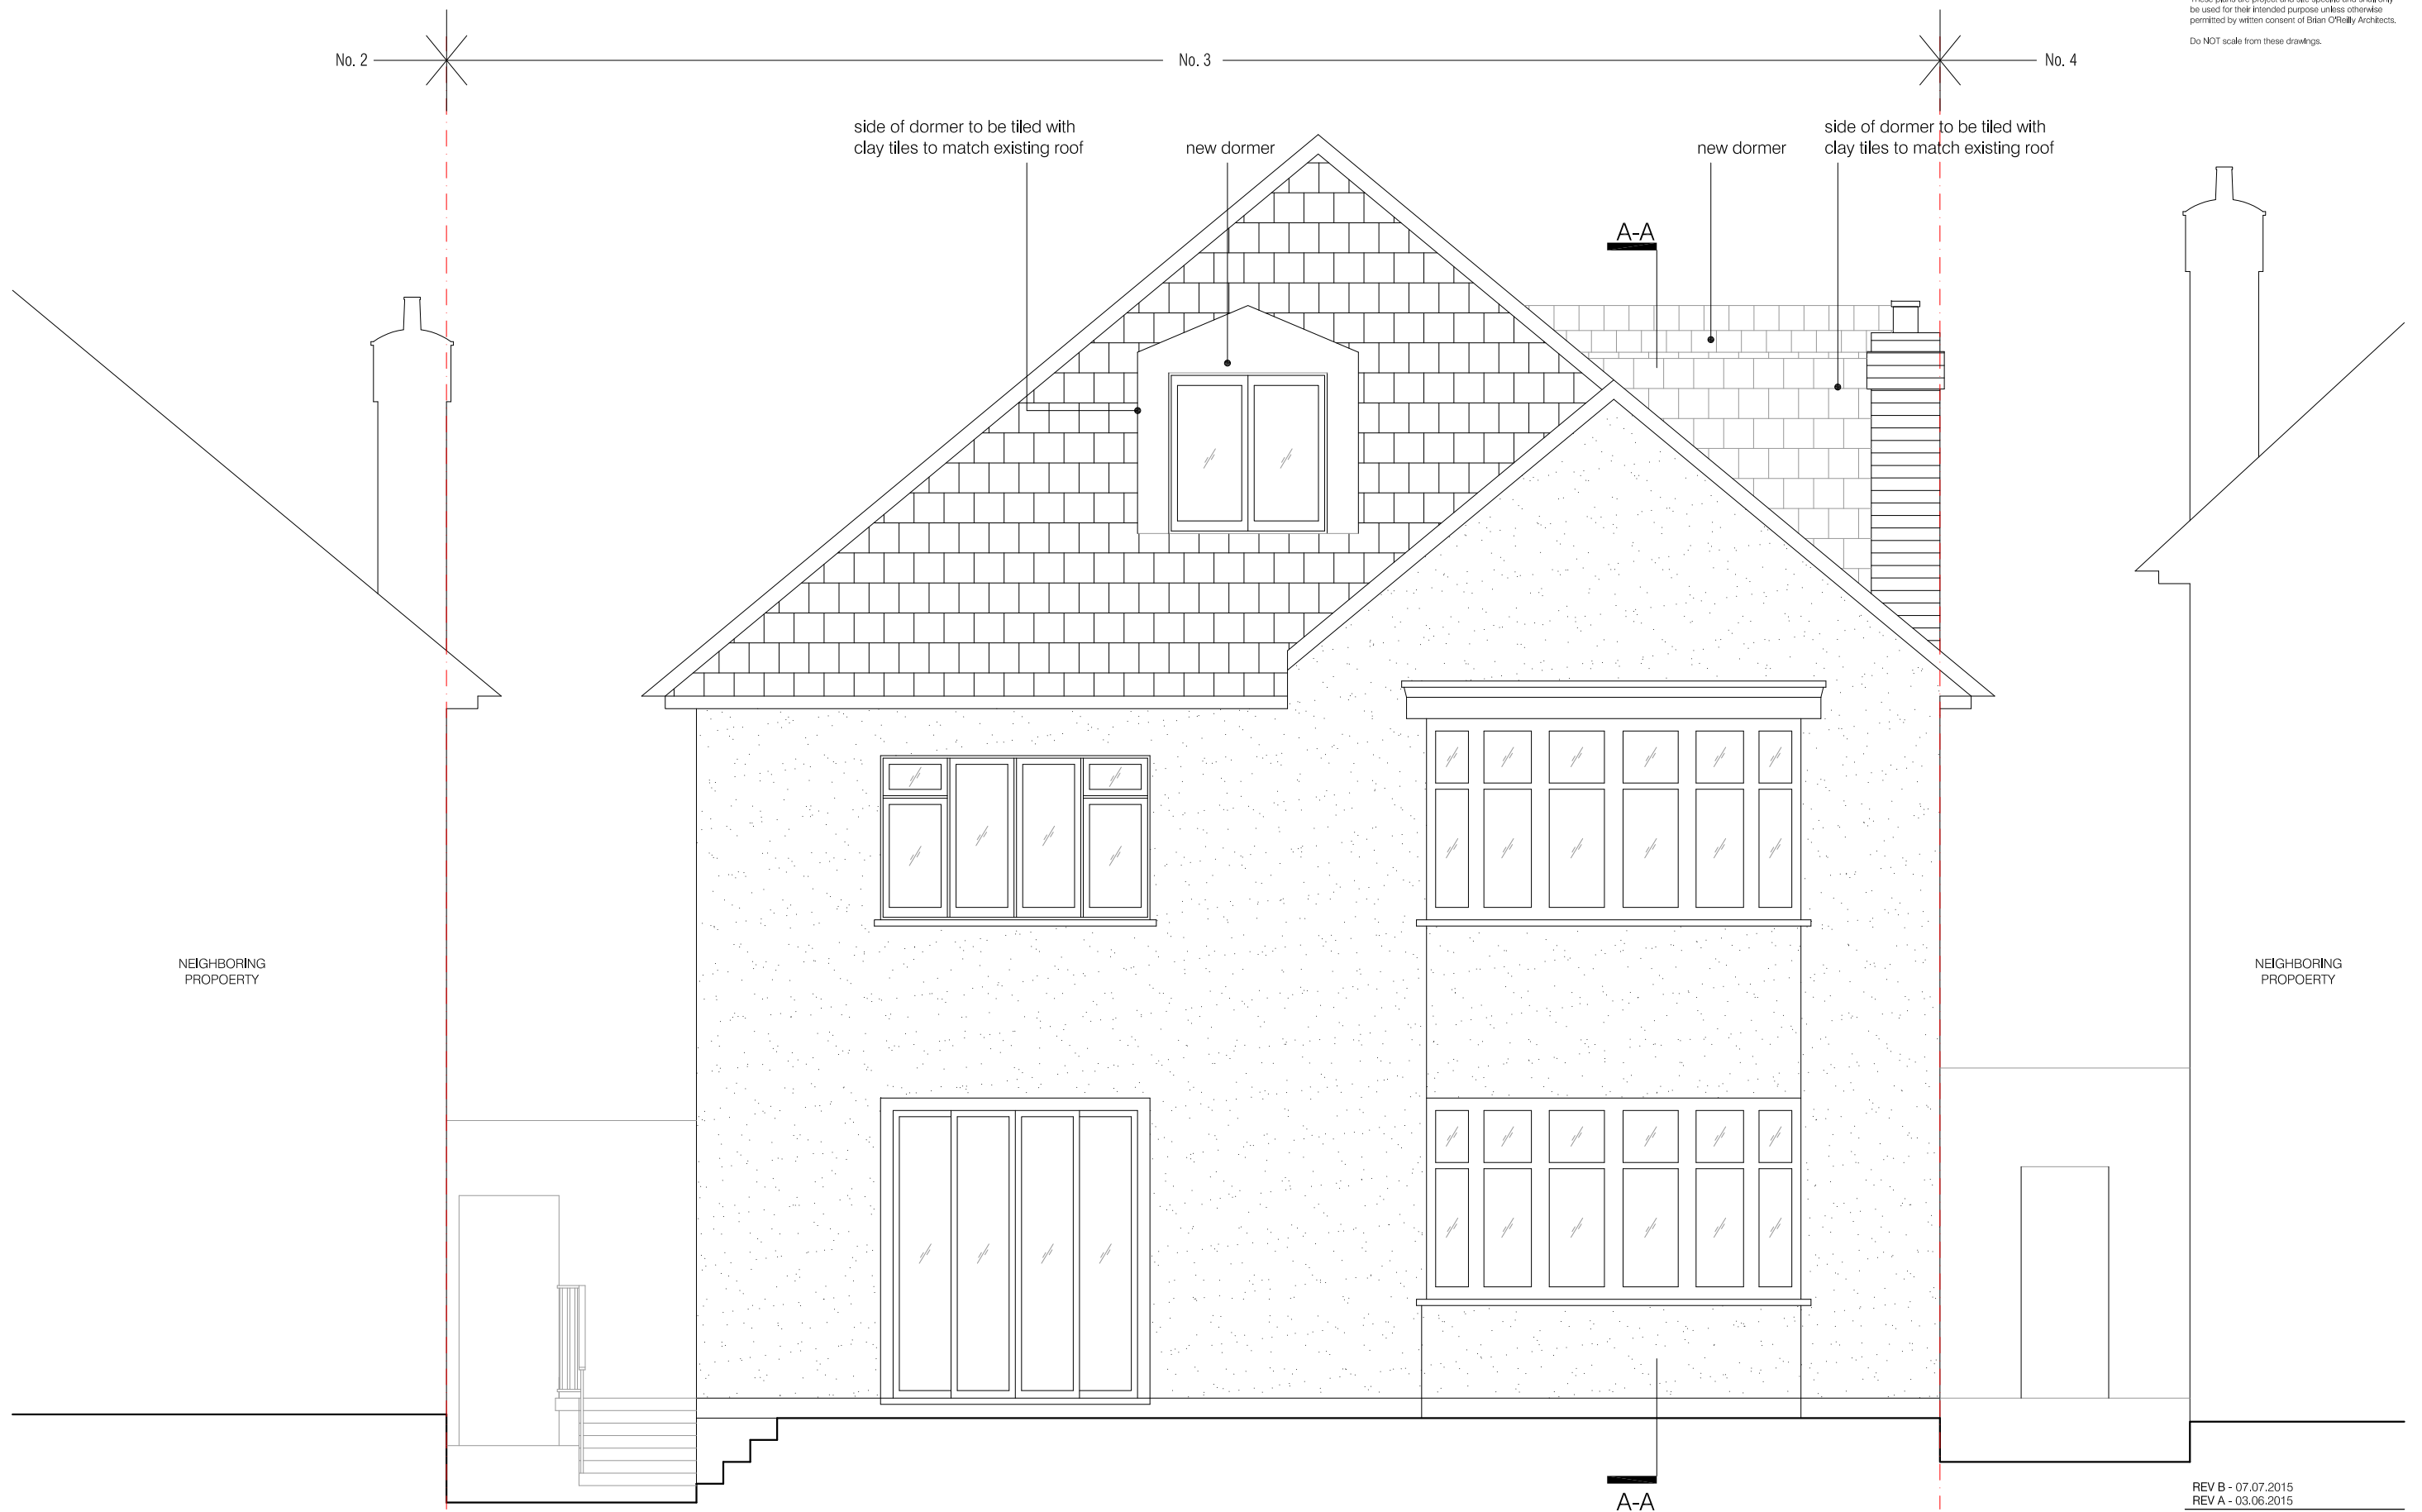 be used for their intended purpose unless otherwise
permitted by written consent of Brian O'Reilly Architects.
Do NOT scale from these drawings.
No. 2
No. 3
No. 4
side of dormer to be tiled with
clay tiles to match existing roof
new dormer
new dormer
side of dormer to be tiled with
clay tiles to match existing roof
A-A
NEIGHBORING
PROPOERTY
NEIGHBORING
PROPOERTY
A-A
REV B - 07.07.2015
REV A - 03.06.2015